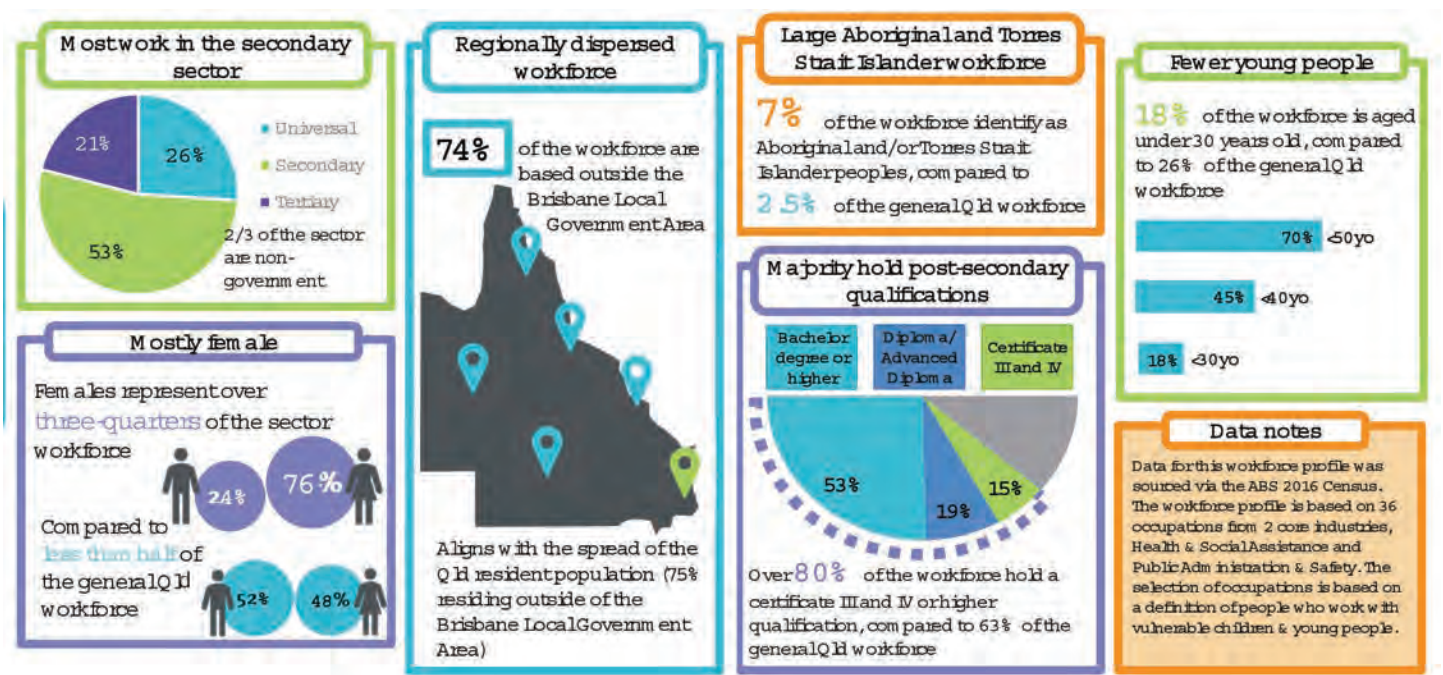 Most work in the secondary
sector
21%
26%
53%
Universal
Secondary
Tertiary
2/3 of the sector
are non-
government
Mostly female
Females represent over
three-quarters of the sector
workforce
24%
76%
Compared to
less than half of
the general Qld
workforce
52%
48%
Regionally dispersed
workforce
74%
of the workforce are
based outside the
Brisbane Local
Government Area
Aligns with the spread of the
Qld resident population (75%
residing outside of the
Brisbane Local Government
Area)
Large Aboriginal and Torres
Strait Islander workforce
7% of the workforce identify as
Aboriginal and/or Torres Strait
Islander peoples, compared to
2.5% of the general Qld workforce
Majority hold post-secondary
qualifications
Bachelor
degree or
higher
Diploma/
Advanced
Diploma
Certificate
III and IV
53%
19%
15%
Over 80% of the workforce hold a
certificate III and IV or higher
qualification, compared to 63% of the
general Qld workforce
Fewer young people
18% of the workforce is aged
under 30 years old, compared
to 26% of the general Qld
workforce
70% <50yo
45% <40yo
18% <30yo
Data notes
Data for this workforce profile was
sourced via the ABS 2016 Census.
The workforce profile is based on 36
occupations from 2 core industries,
Health & Social Assistance and
Public Administration & Safety. The
selection of occupations is based on
a definition of people who work with
vulnerable children & young people.